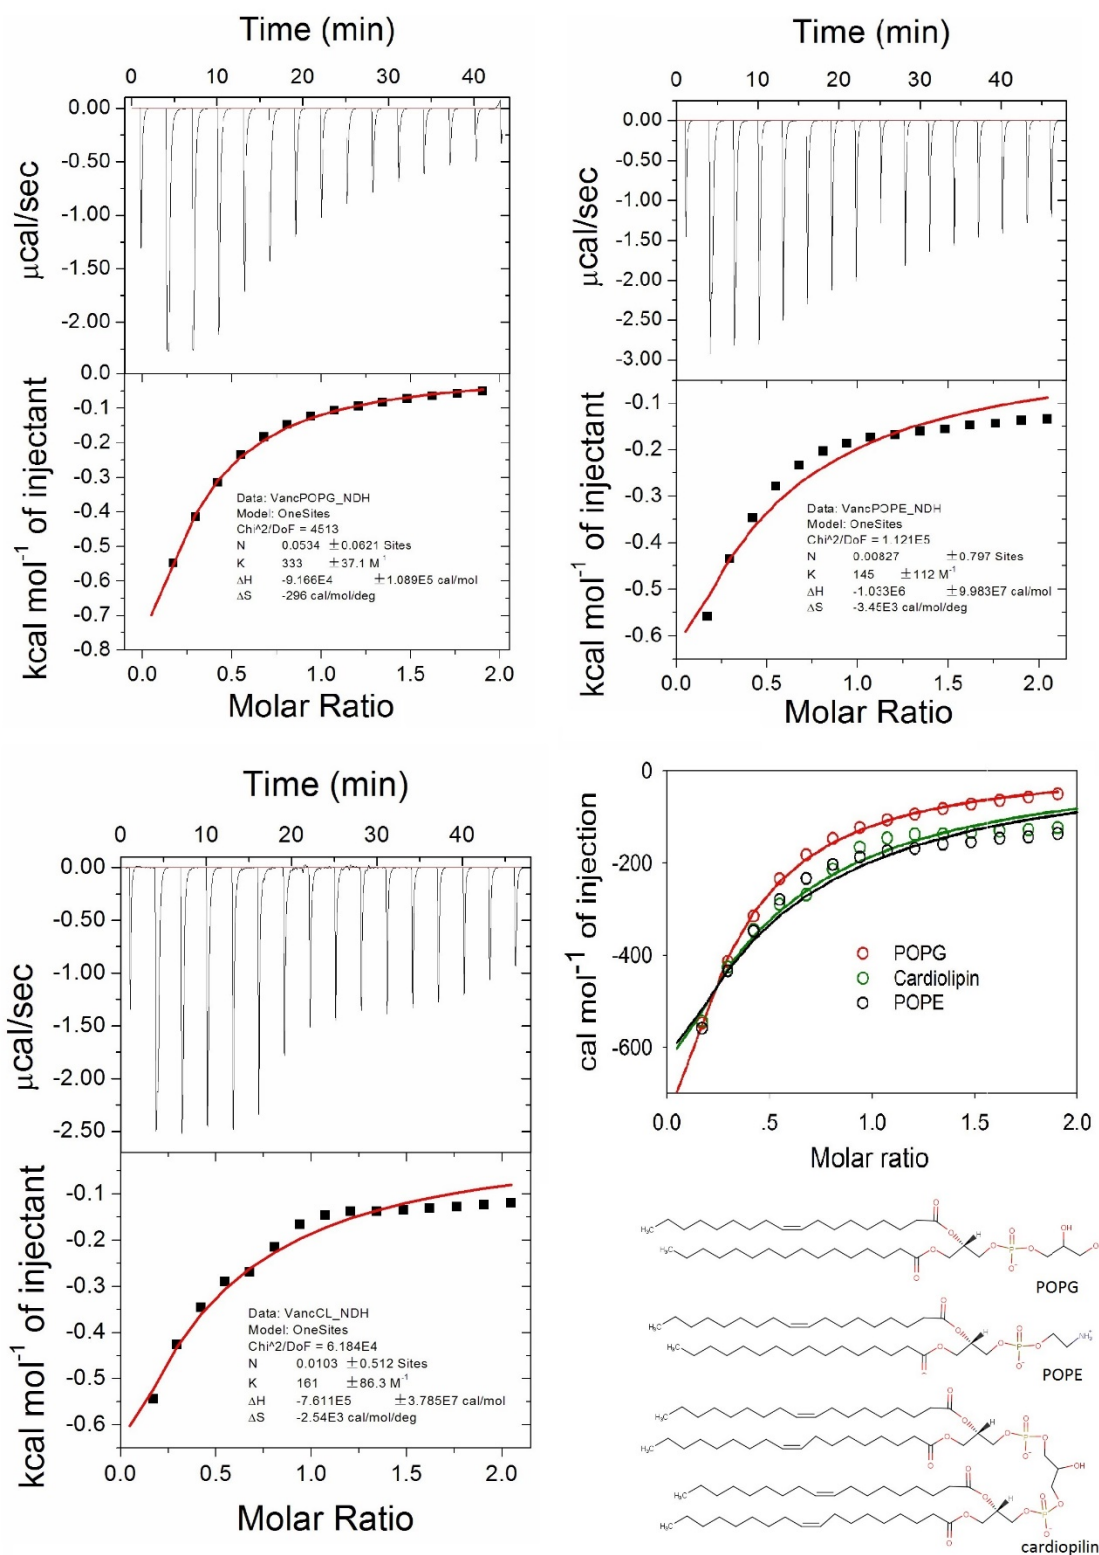 Time (min)
0 10 20 30 40
0.00
-0.50
-1.00
-1.50
-2.00
µcal/sec
0.0
-0.1
-0.2
-0.3
-0.4
-0.5
-0.6
-0.7
-0.8
kcal mol⁻¹ of injectant
Data: VancPOPG_NDH
Model: OneSites
Chi^2/DoF = 4513
N 0.0534 ±0.0621 Sites
K 333 ±37.1 M⁻¹
ΔH -9.166E4 ±1.089E5 cal/mol
ΔS -296 cal/mol/deg
0.0 0.5 1.0 1.5 2.0
Molar Ratio
Time (min)
0 10 20 30 40
0.00
-0.50
-1.00
-1.50
-2.00
-2.50
-3.00
µcal/sec
-0.1
-0.2
-0.3
-0.4
-0.5
-0.6
kcal mol⁻¹ of injectant
Data: VancPOPE_NDH
Model: OneSites
Chi^2/DoF = 1.121E5
N 0.00827 ±0.797 Sites
K 145 ±112 M⁻¹
ΔH -1.033E6 ±9.983E7 cal/mol
ΔS -3.45E3 cal/mol/deg
0.0 0.5 1.0 1.5 2.0
Molar Ratio
Time (min)
0 10 20 30 40
0.00
-0.50
-1.00
-1.50
-2.00
-2.50
µcal/sec
-0.1
-0.2
-0.3
-0.4
-0.5
-0.6
kcal mol⁻¹ of injectant
Data: VancCL_NDH
Model: OneSites
Chi^2/DoF = 6.184E4
N 0.0103 ±0.512 Sites
K 161 ±86.3 M⁻¹
ΔH -7.611E5 ±3.785E7 cal/mol
ΔS -2.54E3 cal/mol/deg
0.0 0.5 1.0 1.5 2.0
Molar Ratio
0
-200
-400
-600
cal mol⁻¹ of injection
POPG
Cardiolipin
POPE
0.0 .5 1.0 1.5 2.0
Molar ratio
POPG
POPE
cardiopilin